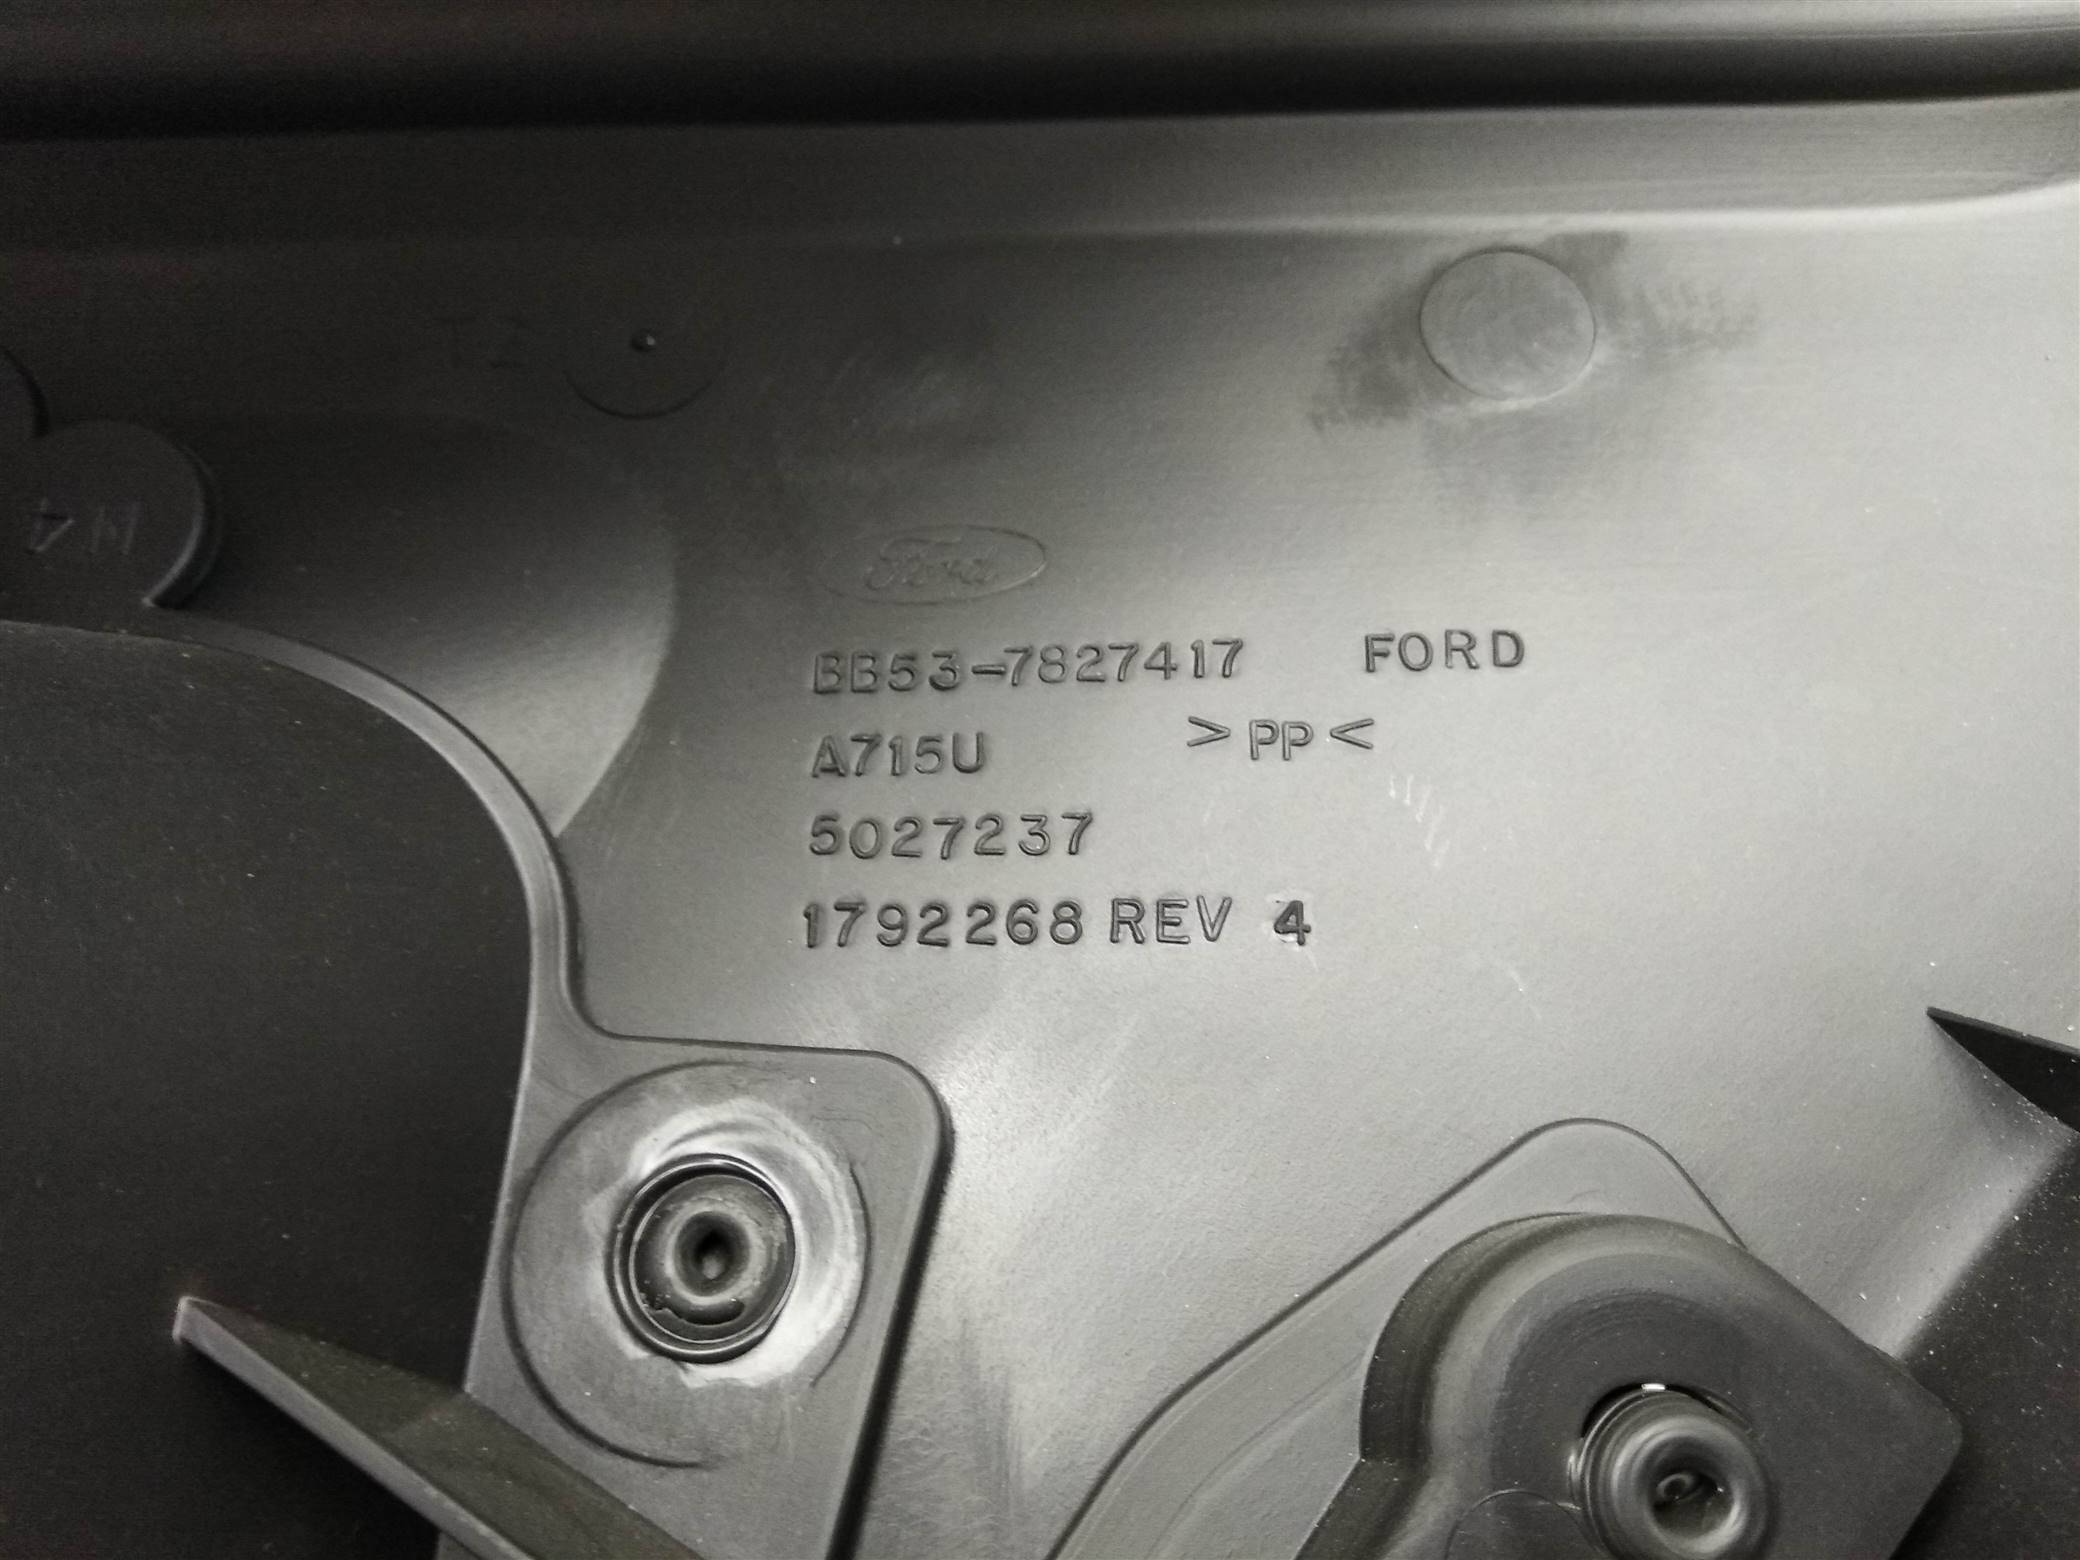 Ford
BB53-7827417 FORD
A715U >PP<
5027237
1792268 REV 4